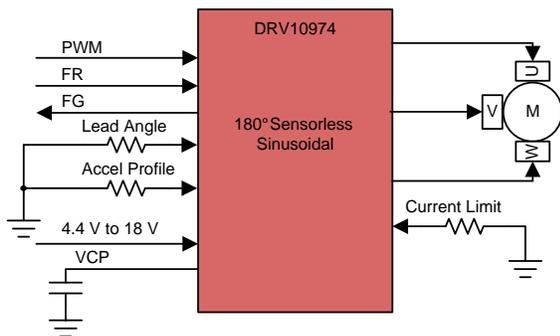 DRV10974
PWM
FR
FG
Lead Angle
Accel Profile
4.4 V to 18 V
VCP
180°Sensorless
Sinusoidal
U
V
M
W
Current Limit